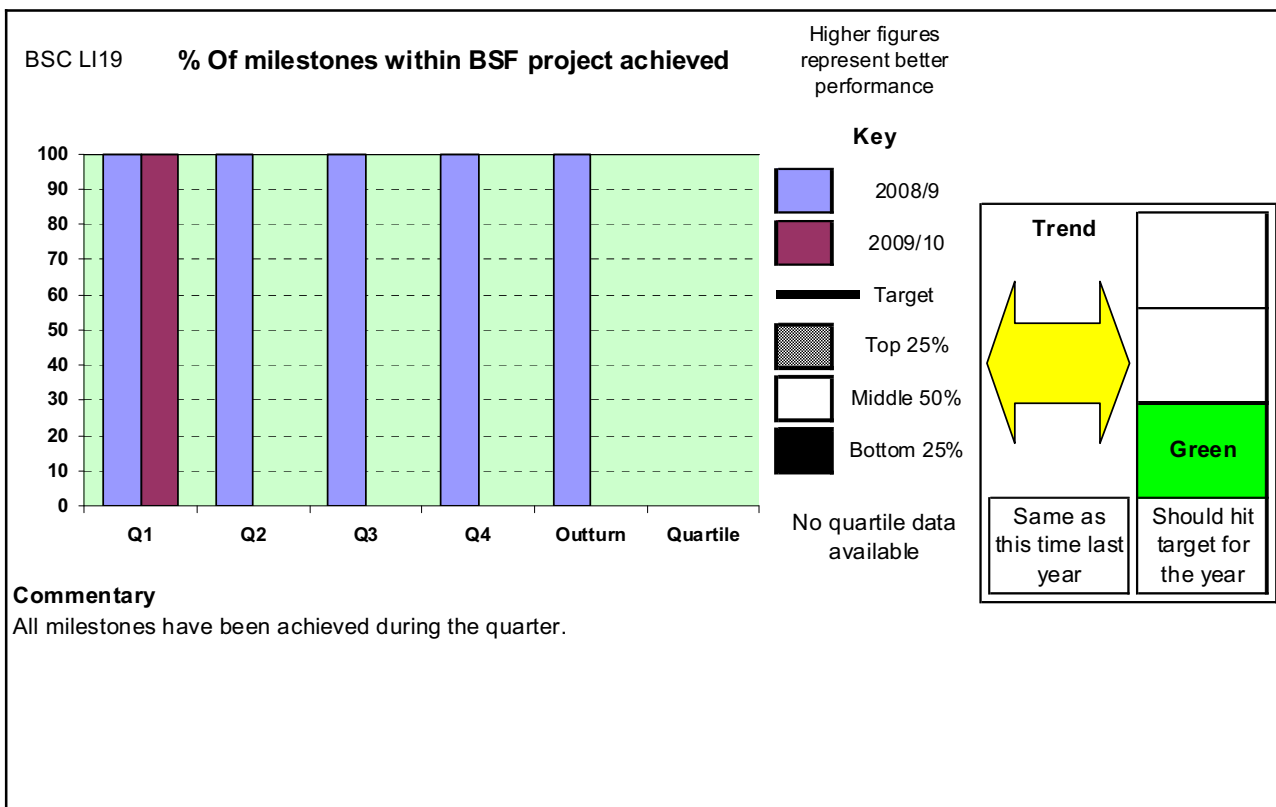 BSC LI19
% Of milestones within BSF project achieved
Higher figures
represent better
performance
100
90
80
70
60
50
40
30
20
10
0
Q1 Q2 Q3 Q4 Outturn Quartile
Key
2008/9
2009/10
Target
Top 25%
Middle 50%
Bottom 25%
No quartile data
available
Trend
Green
Same as
this time last
year
Should hit
target for
the year
Commentary
All milestones have been achieved during the quarter.